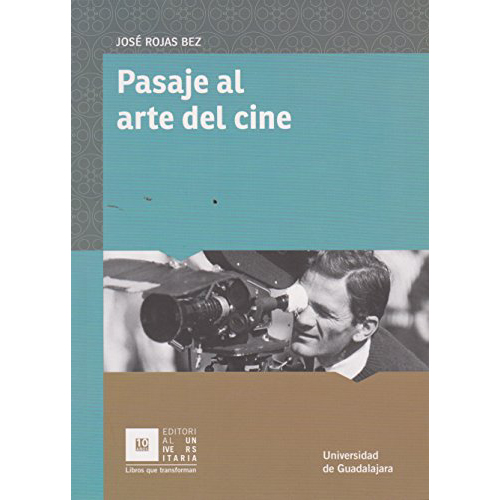 JOSÉ ROJAS BEZ
Pasaje al
arte del cine
10
EDITORI
AL UN
IVE RS
ITARIA
Libros que transforman
Universidad
de Guadalajara